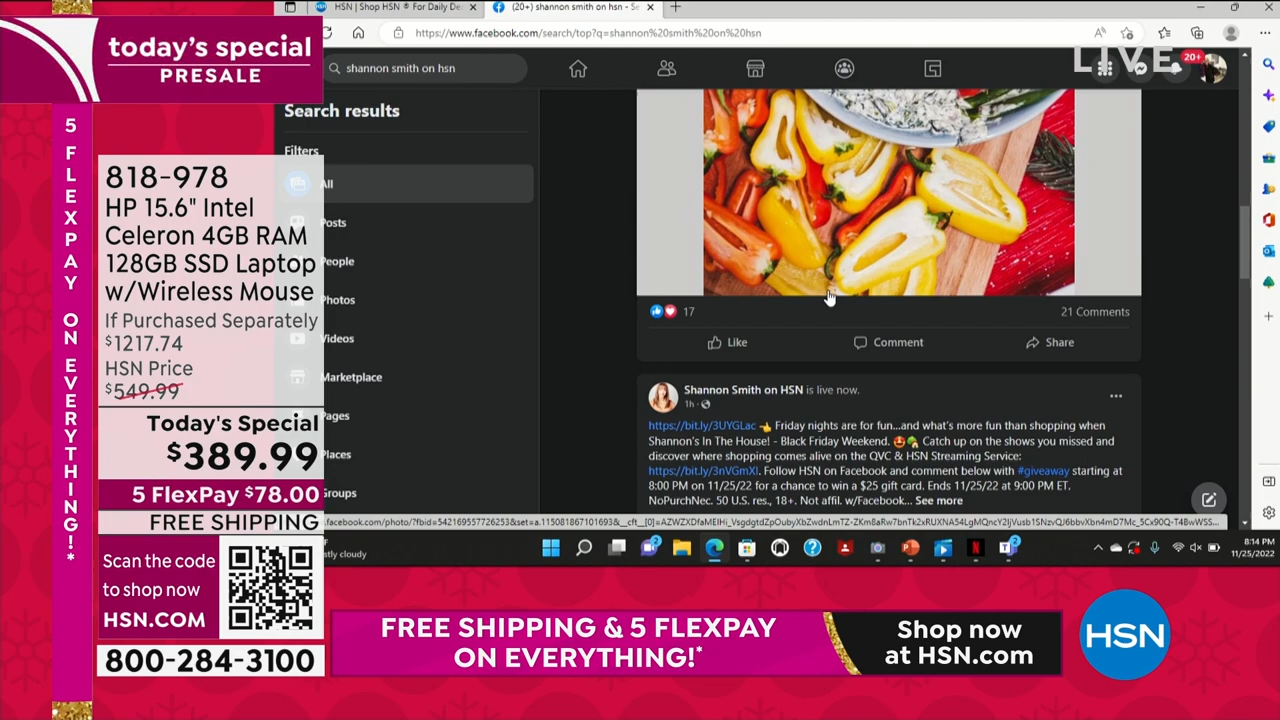 today's special
PRESALE
5 FLEXPAY ON EVERYTHING!*
818-978
HP 15.6" Intel
Celeron 4GB RAM
128GB SSD Laptop
w/Wireless Mouse
If Purchased Separately
$1217.74
HSN Price
$549.99
Today's Special
$389.99
5 FlexPay $78.00
FREE SHIPPING
Scan the code
to shop now
HSN.COM
800-284-3100
HSN | Shop HSN ® For Daily De
(20+) shannon smith on hsn - Se
https://www.facebook.com/search/top?q=shannon%20smith%20on%20hsn
shannon smith on hsn
LIVE
20+
Search results
Filters
All
Posts
People
Photos
Videos
Marketplace
Pages
Places
Groups
17
21 Comments
Like
Comment
Share
Shannon Smith on HSN is live now.
1h
https://bit.ly/3UYGLac 👈 Friday nights are for fun...and what's more fun than shopping when
Shannon's In The House! - Black Friday Weekend. 🤩🏡 Catch up on the shows you missed and
discover where shopping comes alive on the QVC & HSN Streaming Service:
https://bit.ly/3nVGmXl. Follow HSN on Facebook and comment below with #giveaway starting at
8:00 PM on 11/25/22 for a chance to win a $25 gift card. Ends 11/25/22 at 9:00 PM ET.
NoPurchNec. 50 U.S. res., 18+. Not affil. w/Facebook... See more
tly cloudy
8:14 PM
11/25/2022
FREE SHIPPING & 5 FLEXPAY
ON EVERYTHING!*
Shop now
at HSN.com
HSN